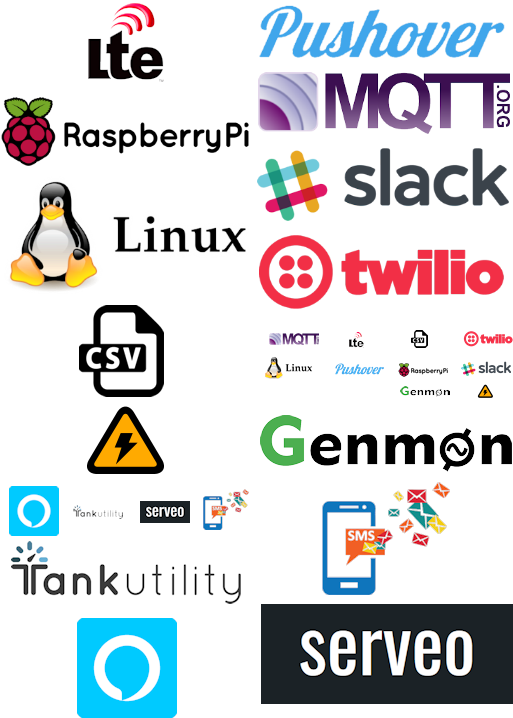 Lte
Pushover
MQTT.ORG
RaspberryPi
slack
Linux
twilio
CSV
MQTT
Lte
CSV
twilio
Linux
Pushover
RaspberryPi
slack
Genmon
Genmon
Tankutility
serveo
SMS
SMS
Tankutility
serveo